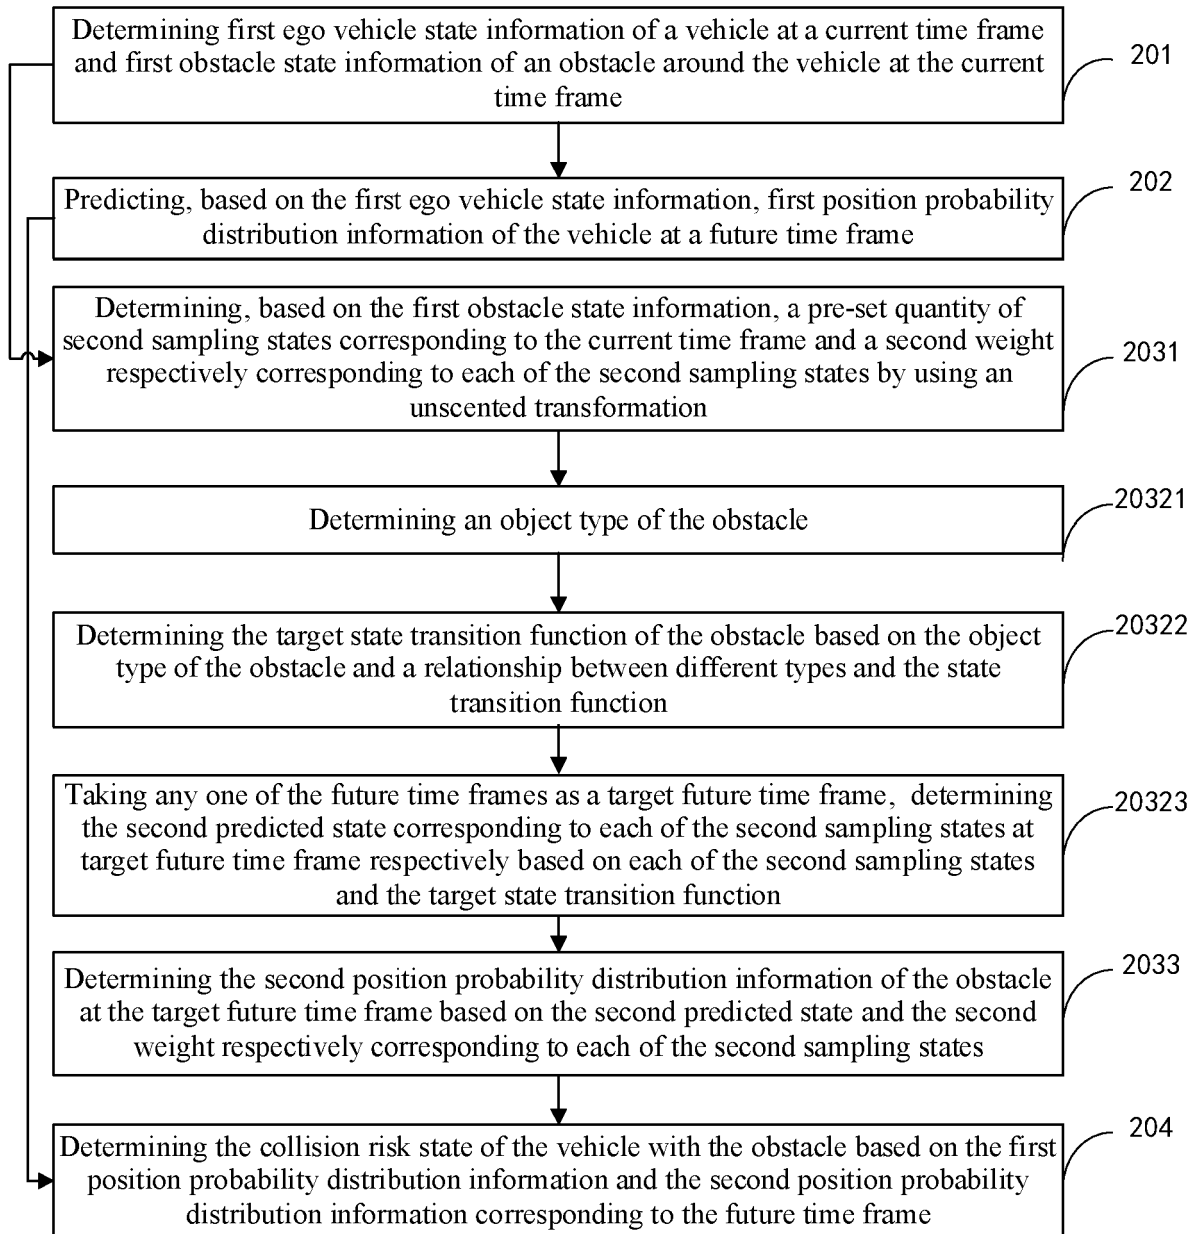 Determining first ego vehicle state information of a vehicle at a current time frame
and first obstacle state information of an obstacle around the vehicle at the current
time frame
201
Predicting, based on the first ego vehicle state information, first position probability
distribution information of the vehicle at a future time frame
202
Determining, based on the first obstacle state information, a pre-set quantity of
second sampling states corresponding to the current time frame and a second weight
respectively corresponding to each of the second sampling states by using an
unscented transformation
2031
Determining an object type of the obstacle
20321
Determining the target state transition function of the obstacle based on the object
type of the obstacle and a relationship between different types and the state
transition function
20322
Taking any one of the future time frames as a target future time frame, determining
the second predicted state corresponding to each of the second sampling states at
target future time frame respectively based on each of the second sampling states
and the target state transition function
20323
Determining the second position probability distribution information of the obstacle
at the target future time frame based on the second predicted state and the second
weight respectively corresponding to each of the second sampling states
2033
Determining the collision risk state of the vehicle with the obstacle based on the first
position probability distribution information and the second position probability
distribution information corresponding to the future time frame
204